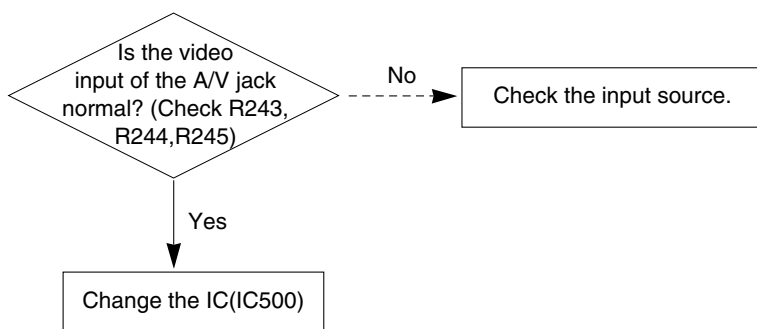 Is the video
input of the A/V jack
normal? (Check R243,
R244,R245)
No
Check the input source.
Yes
Change the IC(IC500)